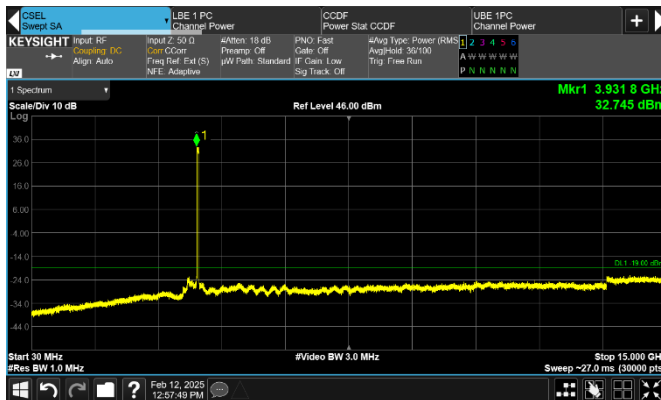 CSEL
Swept SA
LBE 1 PC
Channel Power
CCDF
Power Stat CCDF
UBE 1PC
Channel Power
KEYSIGHT
Input: RF
Coupling: DC
Align: Auto
Input Z: 50 Ω
Corr CCorr
Freq Ref: Ext (S)
NFE: Adaptive
#Atten: 18 dB
Preamp: Off
µW Path: Standard
PNO: Fast
Gate: Off
IF Gain: Low
Sig Track: Off
#Avg Type: Power (RMS
Avg|Hold: 36/100
Trig: Free Run
1 2 3 4 5 6
A W W W W W
P N N N N N
LXI
1 Spectrum
Scale/Div 10 dB
Ref Level 46.00 dBm
Mkr1 3.931 8 GHz
32.745 dBm
Log
36.0
26.0
16.0
6.00
-4.00
-14.0
-24.0
-34.0
-44.0
1
DL1 -19.00 dBm
Start 30 MHz
#Res BW 1.0 MHz
#Video BW 3.0 MHz
Stop 15.000 GHz
Sweep ~27.0 ms (30000 pts)
?
Feb 12, 2025
12:57:49 PM